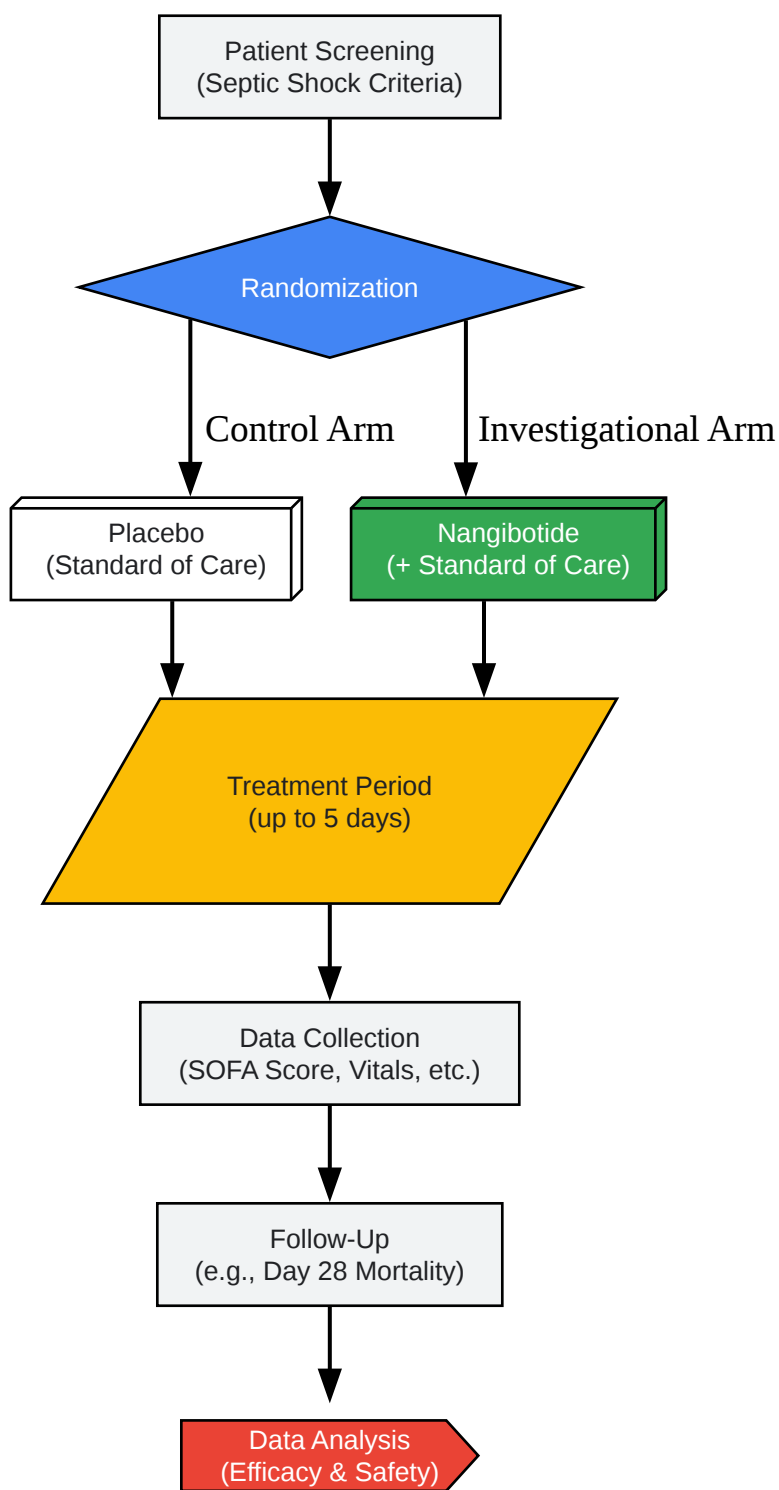 Patient Screening
(Septic Shock Criteria)
Randomization
Control Arm
Investigational Arm
Placebo
(Standard of Care)
Nangibotide
(+ Standard of Care)
Treatment Period
(up to 5 days)
Data Collection
(SOFA Score, Vitals, etc.)
Follow-Up
(e.g., Day 28 Mortality)
Data Analysis
(Efficacy & Safety)